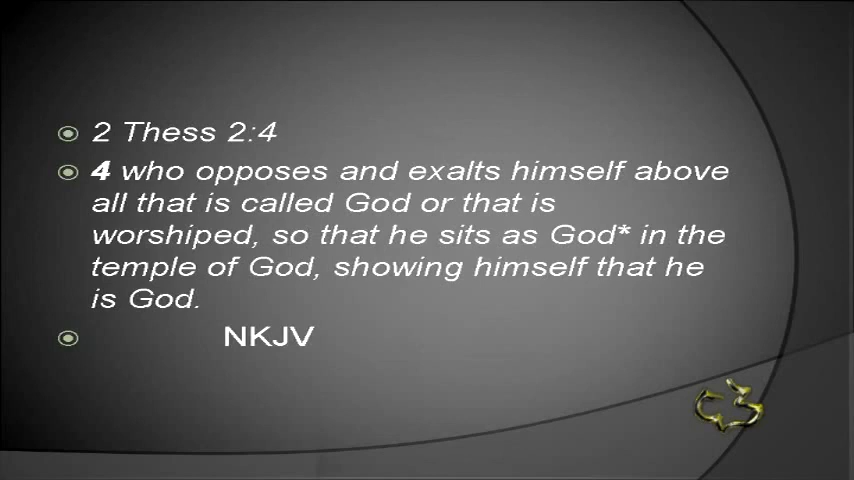 2 Thess 2:4
4 who opposes and exalts himself above
all that is called God or that is
worshiped, so that he sits as God* in the
temple of God, showing himself that he
is God.
NKJV